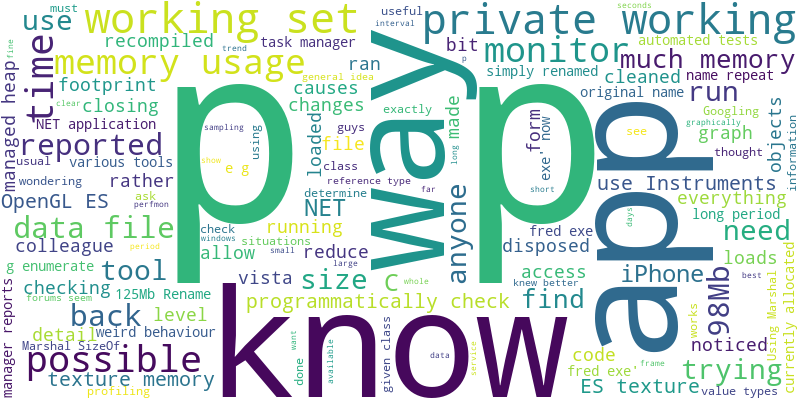 working set
use
recompiled
memory usage
footprint
closing
NET application
reported
various tools
usual
wondering
rather
OpenGL ES
data file
colleague
g
enumerate
tool
checking
125Mb Rename
forums seem
back
level
detail
weird behaviour
Marshal SizeOf
possible
texture memory
profiling
must
fine
time
managed heap
manager reports
task manager
trend
clear
ran
causes
changes
general idea
p
p
sampling
perfmon
ask
e g
using
file
class
show
period
know
useful
interval
guys
loaded
reference type
NET
determine
check
windows
situations
allow
running
small
large
vista
reduce
size
C
programmatically check
done
want
available
given class
way
exactly
far
anyone
long
made
private working
monitor
bit
simply renamed
p
cleaned
form
exe' now
short
fred exe
disposed
access
find
knew better
whole
data
service
code
fred exe'
ES texture
frame
app
seconds
automated tests
much memory
name repeat
original name
run
Googling
graph
graphically
see
thought
objects
information
use Instruments
everything
long period
days
need
loads
iPhone
98Mb
best
noticed
works
trying
value types
Using Marshal
currently allocated